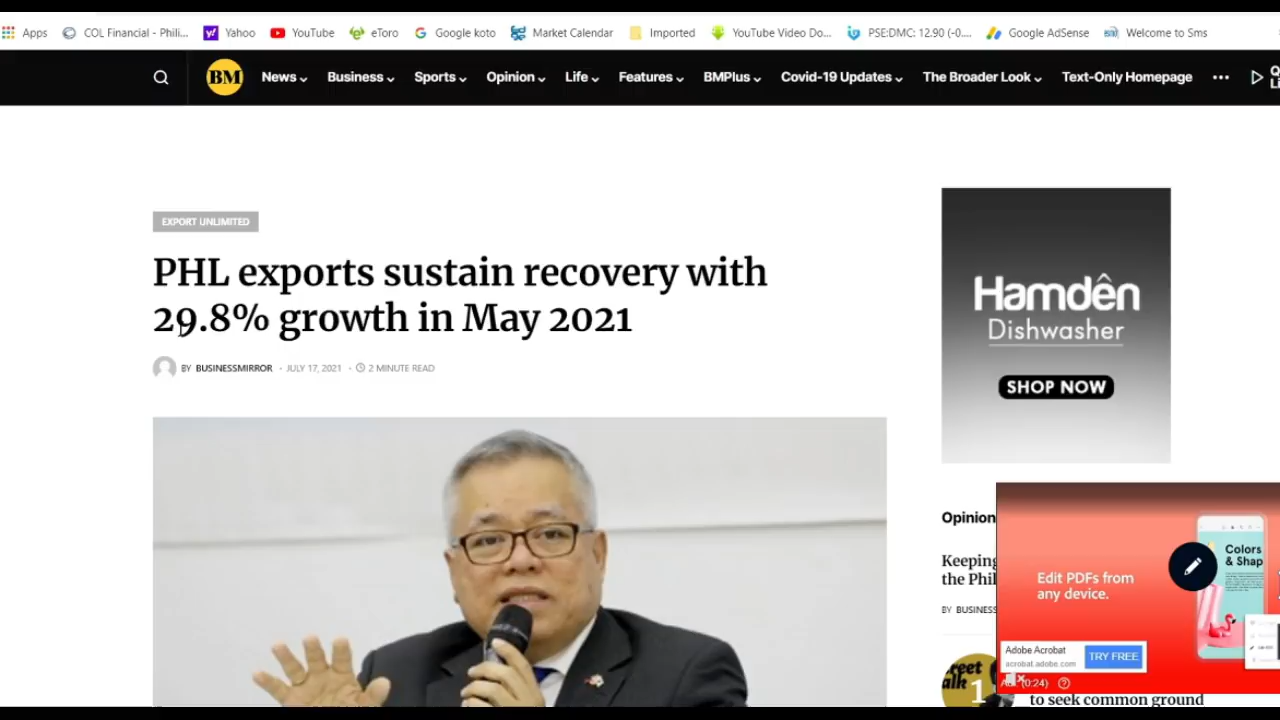 Apps COL Financial - Phili... Yahoo YouTube eToro Google koto Market Calendar Imported YouTube Video Do... PSE:DMC: 12.90 (-0.... Google AdSense Welcome to Sms
BM News Business Sports Opinion Life Features BMPlus Covid-19 Updates The Broader Look Text-Only Homepage
EXPORT UNLIMITED
PHL exports sustain recovery with
29.8% growth in May 2021
BY BUSINESSMIRROR · JULY 17, 2021 · 2 MINUTE READ
Hamdên
Dishwasher
SHOP NOW
Opinion
Keeping
the Phil
BY BUSINESS
Edit PDFs from
any device.
Colors
& Shap
Adobe Acrobat
acrobat.adobe.com
TRY FREE
(0:24)
1
to seek common ground